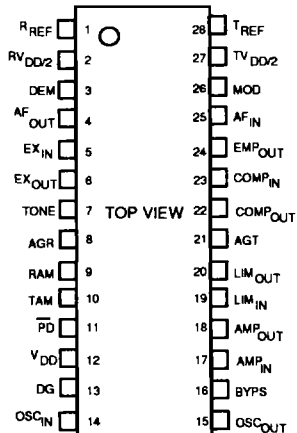 RREF 1 28 TREF
RVDD/2 2 27 TVDD/2
DEM 3 26 MOD
AFOUT 4 25 AFIN
EXIN 5 24 EMPOUT
EXOUT 6 23 COMPIN
TONE 7 TOP VIEW 22 COMPOUT
AGR 8 21 AGT
RAM 9 20 LIMOUT
TAM 10 19 LIMIN
PD 11 18 AMPOUT
VDD 12 17 AMPIN
DG 13 16 BYPS
OSCIN 14 15 OSCOUT